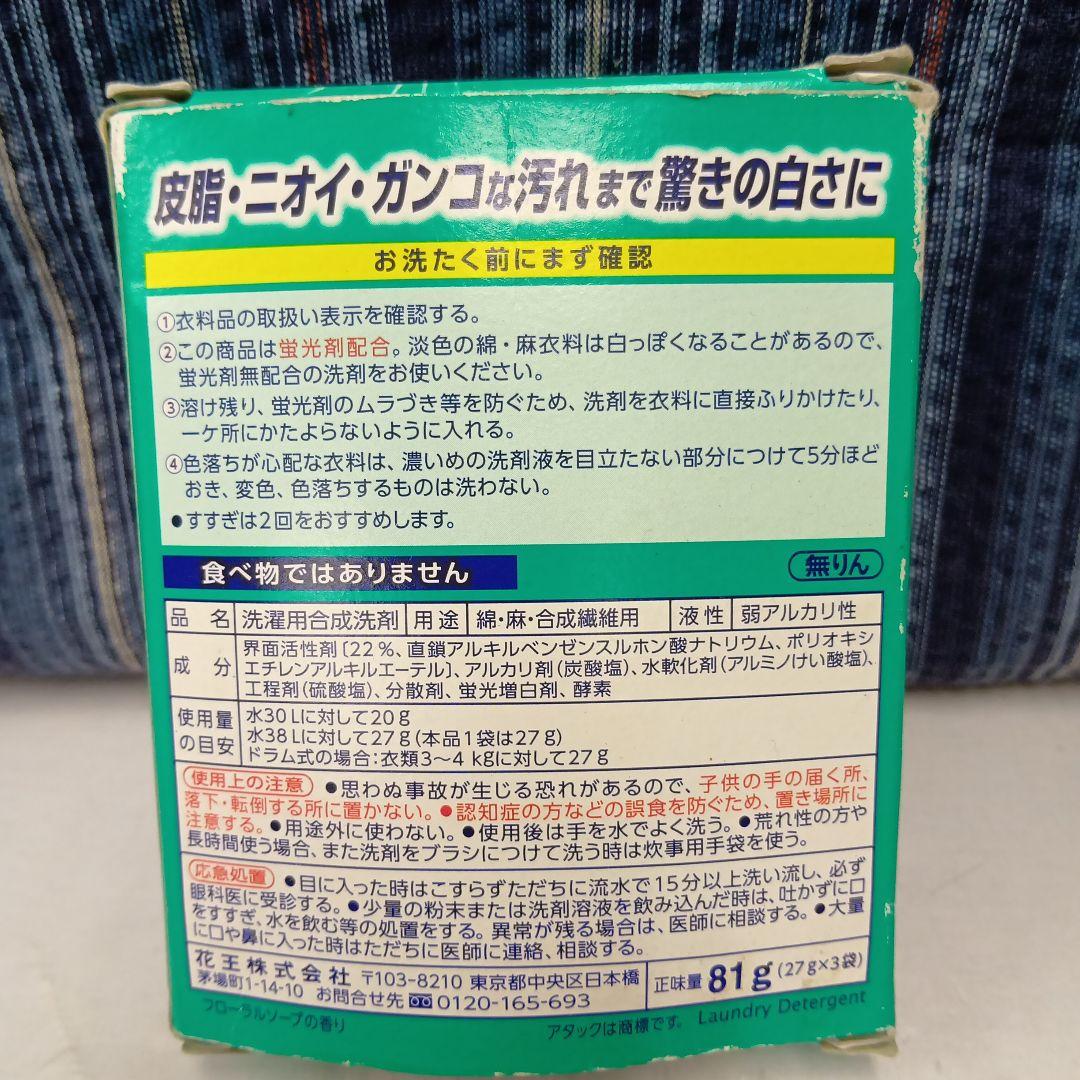 皮脂・ニオイ・ガンコな汚れまで驚きの白さに
お洗たく前にまず確認
①衣料品の取扱い表示を確認する。
②この商品は蛍光剤配合。淡色の綿・麻衣料は白っぽくなることがあるので、
蛍光剤無配合の洗剤をお使いください。
③溶け残り、蛍光剤のムラづき等を防ぐため、洗剤を衣料に直接ふりかけたり、
一ケ所にかたよらないように入れる。
④色落ちが心配な衣料は、濃いめの洗剤液を目立たない部分につけて5分ほど
おき、変色、色落ちするものは洗わない。
●すすぎは2回をおすすめします。
食べ物ではありません
無りん
品名 洗濯用合成洗剤 用途 綿・麻・合成繊維用 液性 弱アルカリ性
成分 界面活性剤〔22%、直鎖アルキルベンゼンスルホン酸ナトリウム、ポリオキシ
エチレンアルキルエーテル〕、アルカリ剤(炭酸塩)、水軟化剤(アルミノけい酸塩)、
工程剤(硫酸塩)、分散剤、蛍光増白剤、酵素
使用量 水30Lに対して20g
の目安 水38Lに対して27g(本品1袋は27g)
ドラム式の場合:衣類3〜4kgに対して27g
使用上の注意 ●思わぬ事故が生じる恐れがあるので、子供の手の届く所、
落下・転倒する所に置かない。●認知症の方などの誤食を防ぐため、置き場所に
注意する。●用途外に使わない。●使用後は手を水でよく洗う。●荒れ性の方や
長時間使う場合、また洗剤をブラシにつけて洗う時は炊事用手袋を使う。
応急処置 ●目に入った時はこすらずただちに流水で15分以上洗い流し、必ず
眼科医に受診する。●少量の粉末または洗剤溶液を飲み込んだ時は、吐かずに口
をすすぎ、水を飲む等の処置をする。異常が残る場合は、医師に相談する。●大量
に口や鼻に入った時はただちに医師に連絡、相談する。
花王株式会社 〒103-8210 東京都中央区日本橋
茅場町1-14-10 お問合せ先 0120-165-693
正味量 81g (27g×3袋)
フローラルソープの香り アタックは商標です。 Laundry Detergent